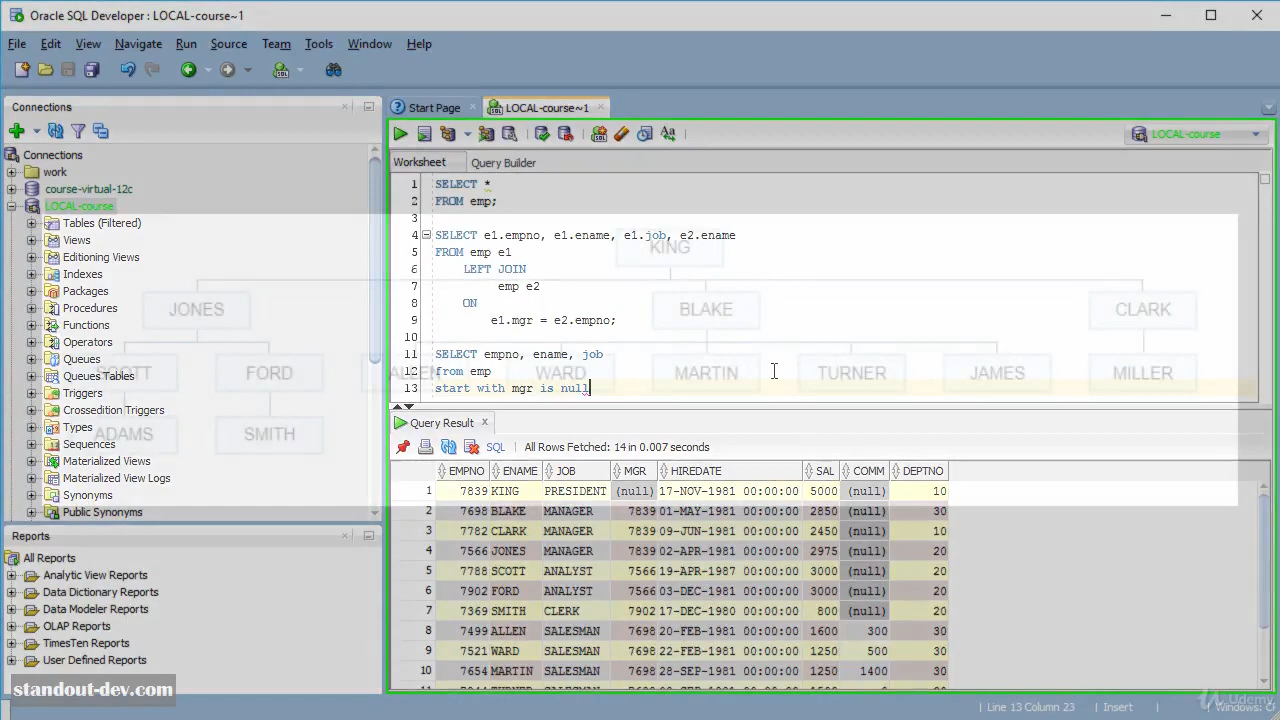 Oracle SQL Developer : LOCAL-course~1
File Edit View Navigate Run Source Team Tools Window Help
Connections
Connections
work
course-virtual-12c
LOCAL-course
Tables (Filtered)
Views
Editioning Views
Indexes
Packages
Procedures
Functions
Operators
Queues
Queues Tables
Triggers
Crossedition Triggers
Types
Sequences
Materialized Views
Materialized View Logs
Synonyms
Public Synonyms
Reports
All Reports
Analytic View Reports
Data Dictionary Reports
Data Modeler Reports
OLAP Reports
TimesTen Reports
User Defined Reports
Start Page LOCAL-course~1
LOCAL-course
Worksheet Query Builder
1 SELECT *
2 FROM emp;
3
4 SELECT e1.empno, e1.ename, e1.job, e2.ename
5 FROM emp e1
6 LEFT JOIN
7 emp e2
8 ON
9 e1.mgr = e2.empno;
10
11 SELECT empno, ename, job
12 from emp
13 start with mgr is null
KING
JONES BLAKE CLARK
SCOTT FORD ALLEN WARD MARTIN TURNER JAMES MILLER
ADAMS SMITH
Query Result
SQL All Rows Fetched: 14 in 0.007 seconds
EMPNO ENAME JOB MGR HIREDATE SAL COMM DEPTNO
1 7839 KING PRESIDENT (null) 17-NOV-1981 00:00:00 5000 (null) 10
2 7698 BLAKE MANAGER 7839 01-MAY-1981 00:00:00 2850 (null) 30
3 7782 CLARK MANAGER 7839 09-JUN-1981 00:00:00 2450 (null) 10
4 7566 JONES MANAGER 7839 02-APR-1981 00:00:00 2975 (null) 20
5 7788 SCOTT ANALYST 7566 19-APR-1987 00:00:00 3000 (null) 20
6 7902 FORD ANALYST 7566 03-DEC-1981 00:00:00 3000 (null) 20
7 7369 SMITH CLERK 7902 17-DEC-1980 00:00:00 800 (null) 20
8 7499 ALLEN SALESMAN 7698 20-FEB-1981 00:00:00 1600 300 30
9 7521 WARD SALESMAN 7698 22-FEB-1981 00:00:00 1250 500 30
10 7654 MARTIN SALESMAN 7698 28-SEP-1981 00:00:00 1250 1400 30
standout-dev.com
Line 13 Column 23 Insert Windows: C
Udemy